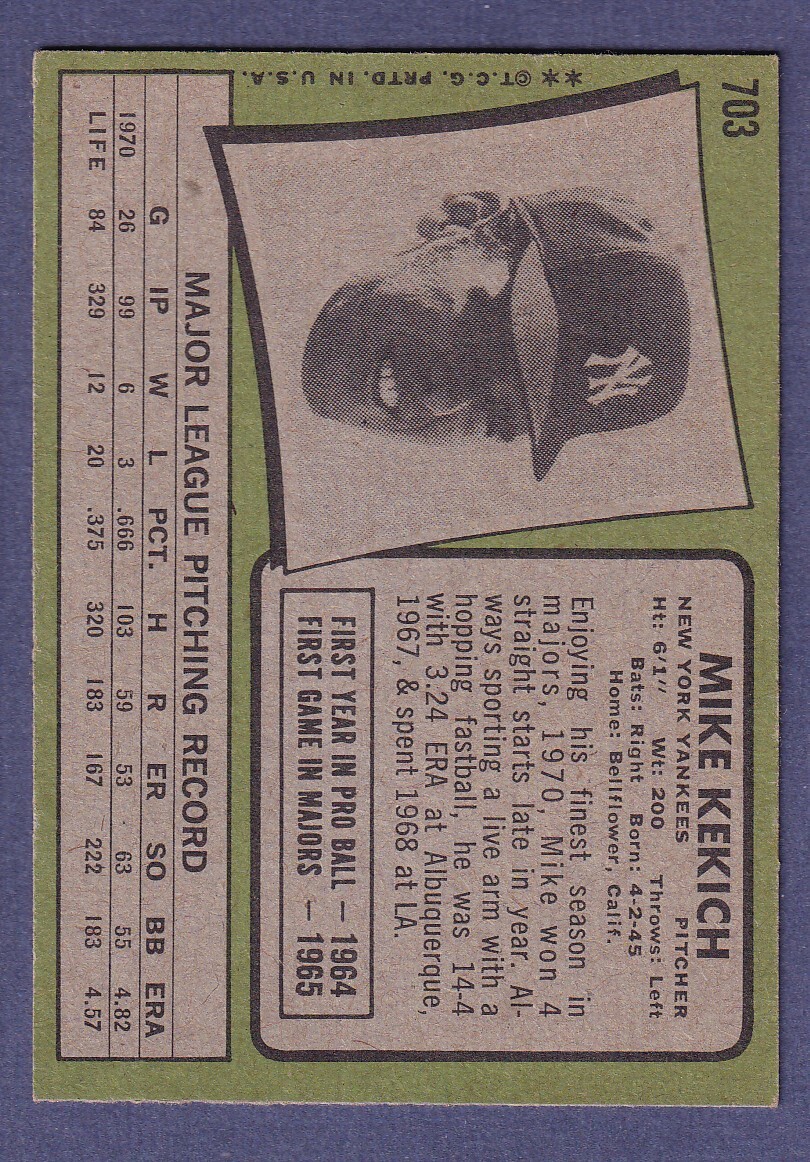 703
MIKE KEKICH
NEW YORK YANKEES PITCHER
Ht: 6'1" Wt: 200 Throws: Left
Bats: Right Born: 4-2-45
Home: Bellflower, Calif.
Enjoying his finest season in
majors, 1970, Mike won 4
straight starts late in year. Al-
ways sporting a live arm with a
hopping fastball, he was 14-4
with 3.24 ERA at Albuquerque,
1967, & spent 1968 at LA.
FIRST YEAR IN PRO BALL — 1964
FIRST GAME IN MAJORS — 1965
NY
**©T.C.G. PRTD. IN U.S.A.
MAJOR LEAGUE PITCHING RECORD
G IP W L PCT. H R ER SO BB ERA
1970 26 99 6 3 .666 103 59 53 63 55 4.82
LIFE 84 329 12 20 .375 320 183 167 222 183 4.57